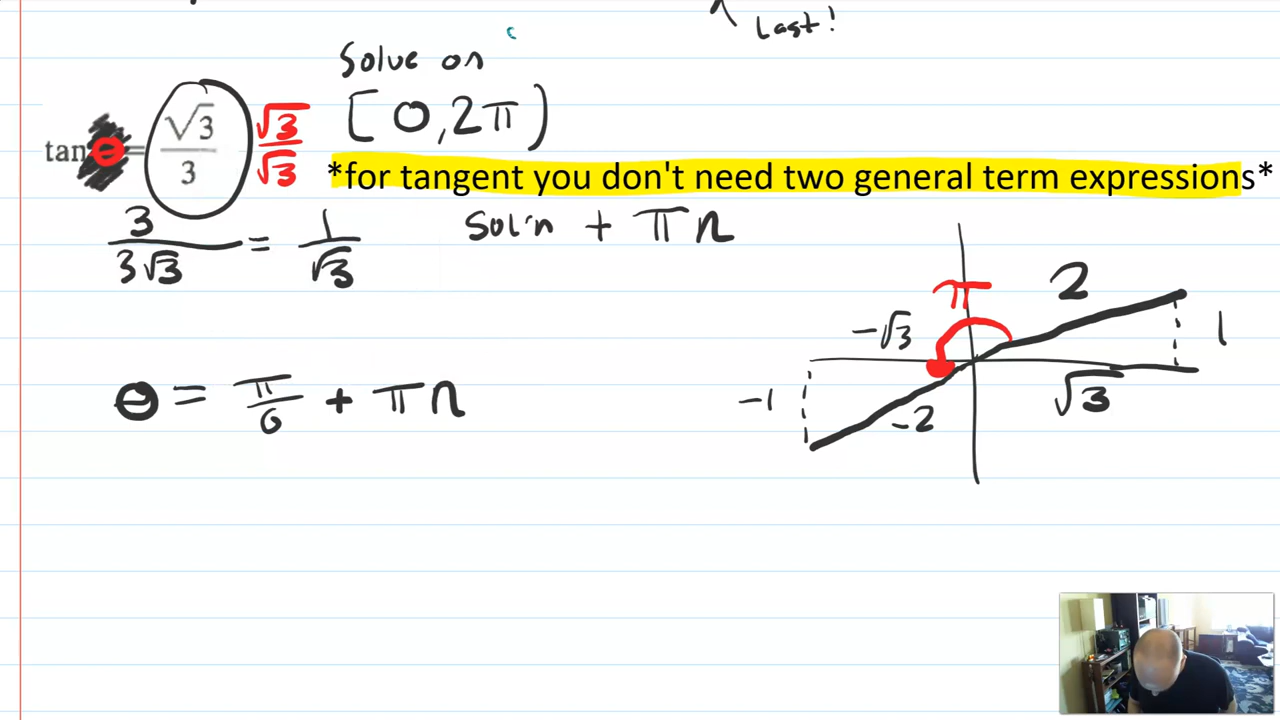 Last!
Solve on
[0, 2π)
tan θ = √3/3 √3/√3
*for tangent you don't need two general term expressions*
3/3√3 = 1/√3
Sol'n + πn
π
2
-√3
1
θ = π/6 + πn
-1
-2
√3